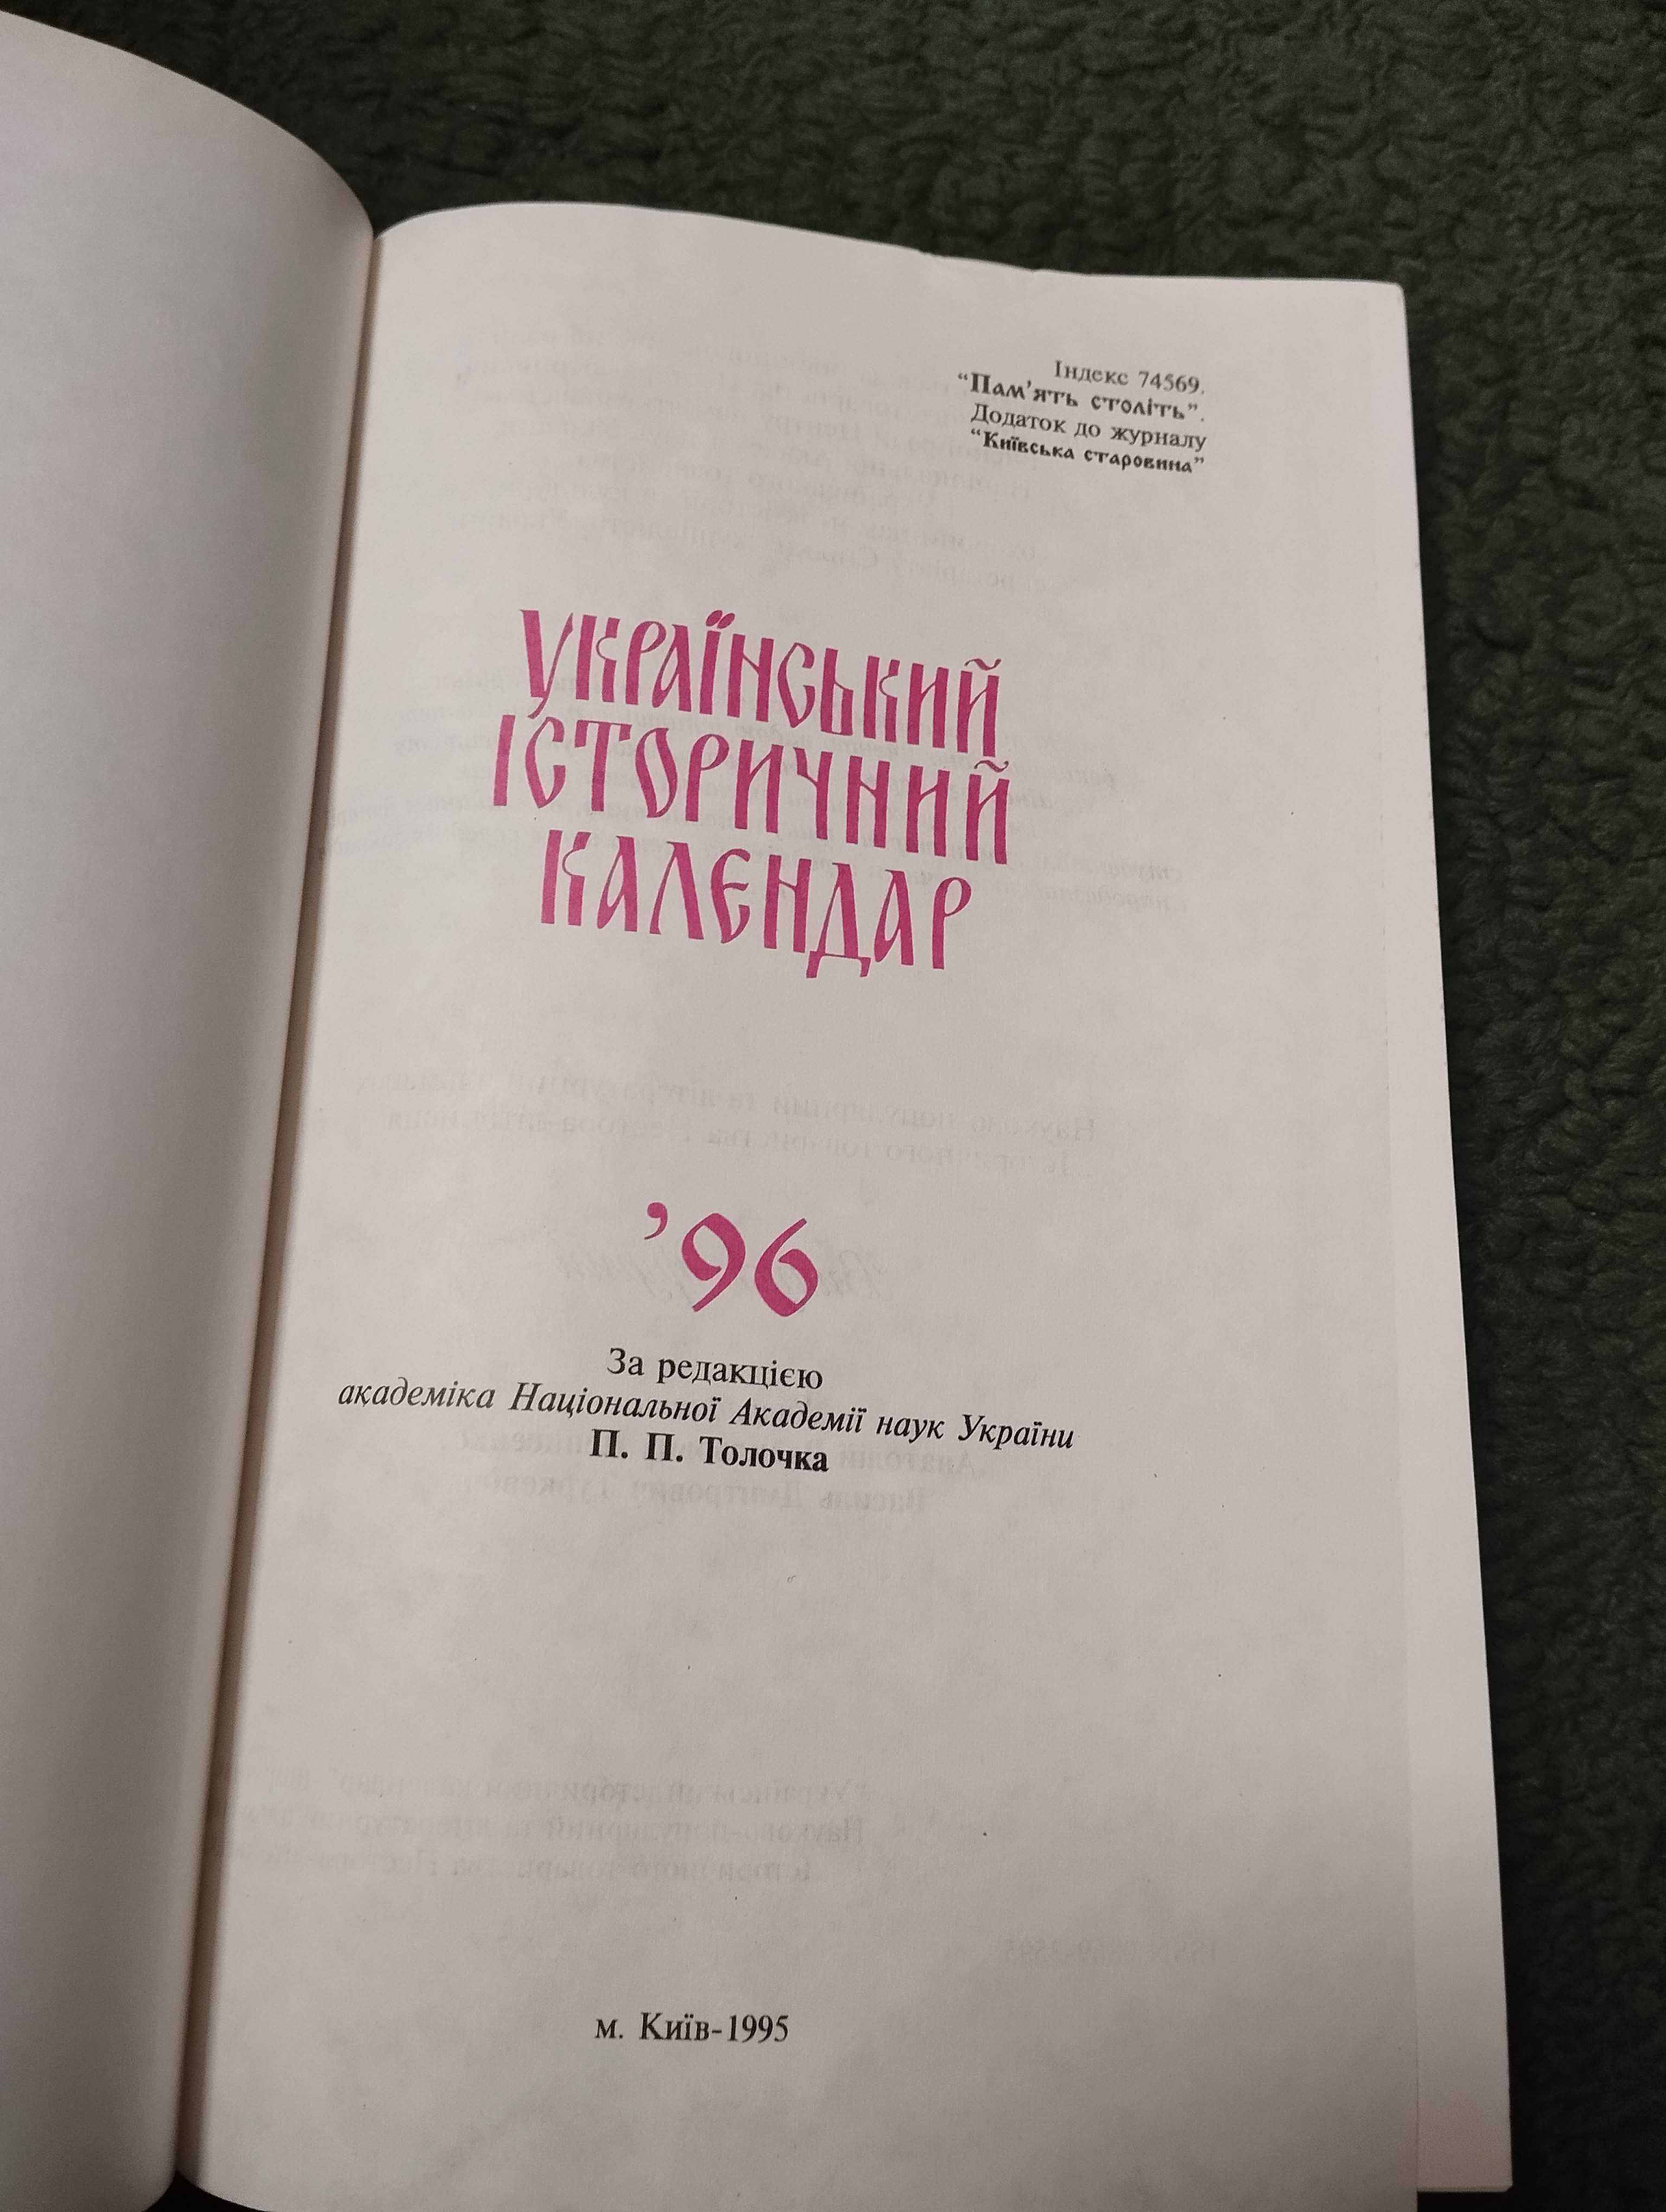 Індекс 74569.
“Пам’ять століть”.
Додаток до журналу
“Київська старовина”
УКРАЇНСЬКИЙ
ІСТОРИЧНИЙ
КАЛЕНДАР
’96
За редакцією
академіка Національної Академії наук України
П. П. Толочка
м. Київ-1995